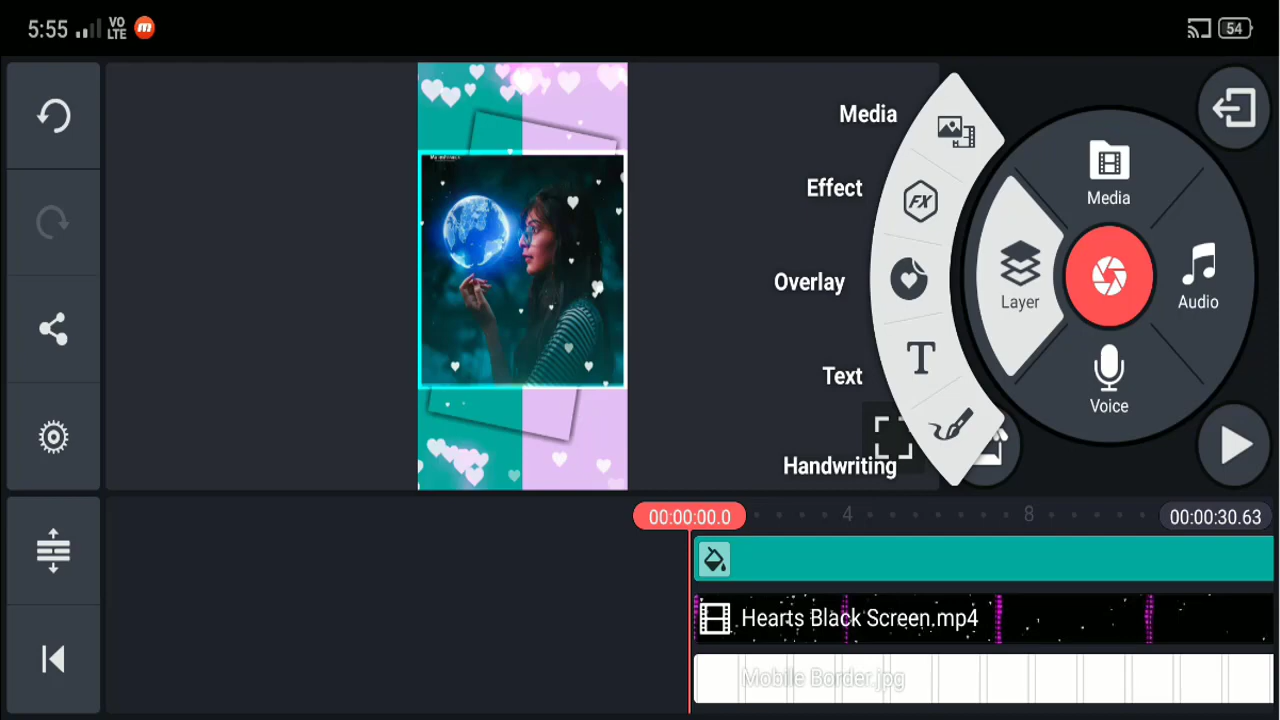 5:55 VO LTE m 54
Media
Effect
Overlay
Text
Handwriting
FX
T
Media
Layer
Audio
Voice
00:00:00.0 4 8 00:00:30.63
Hearts Black Screen.mp4
Mobile Border.jpg